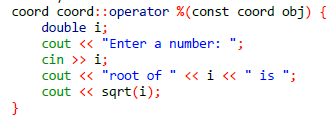 coord coord::operator %(const coord obj) {
double i;
cout << "Enter a number: ";
cin >> i;
cout << "root of " << i << " is ";
cout << sqrt(i);
}